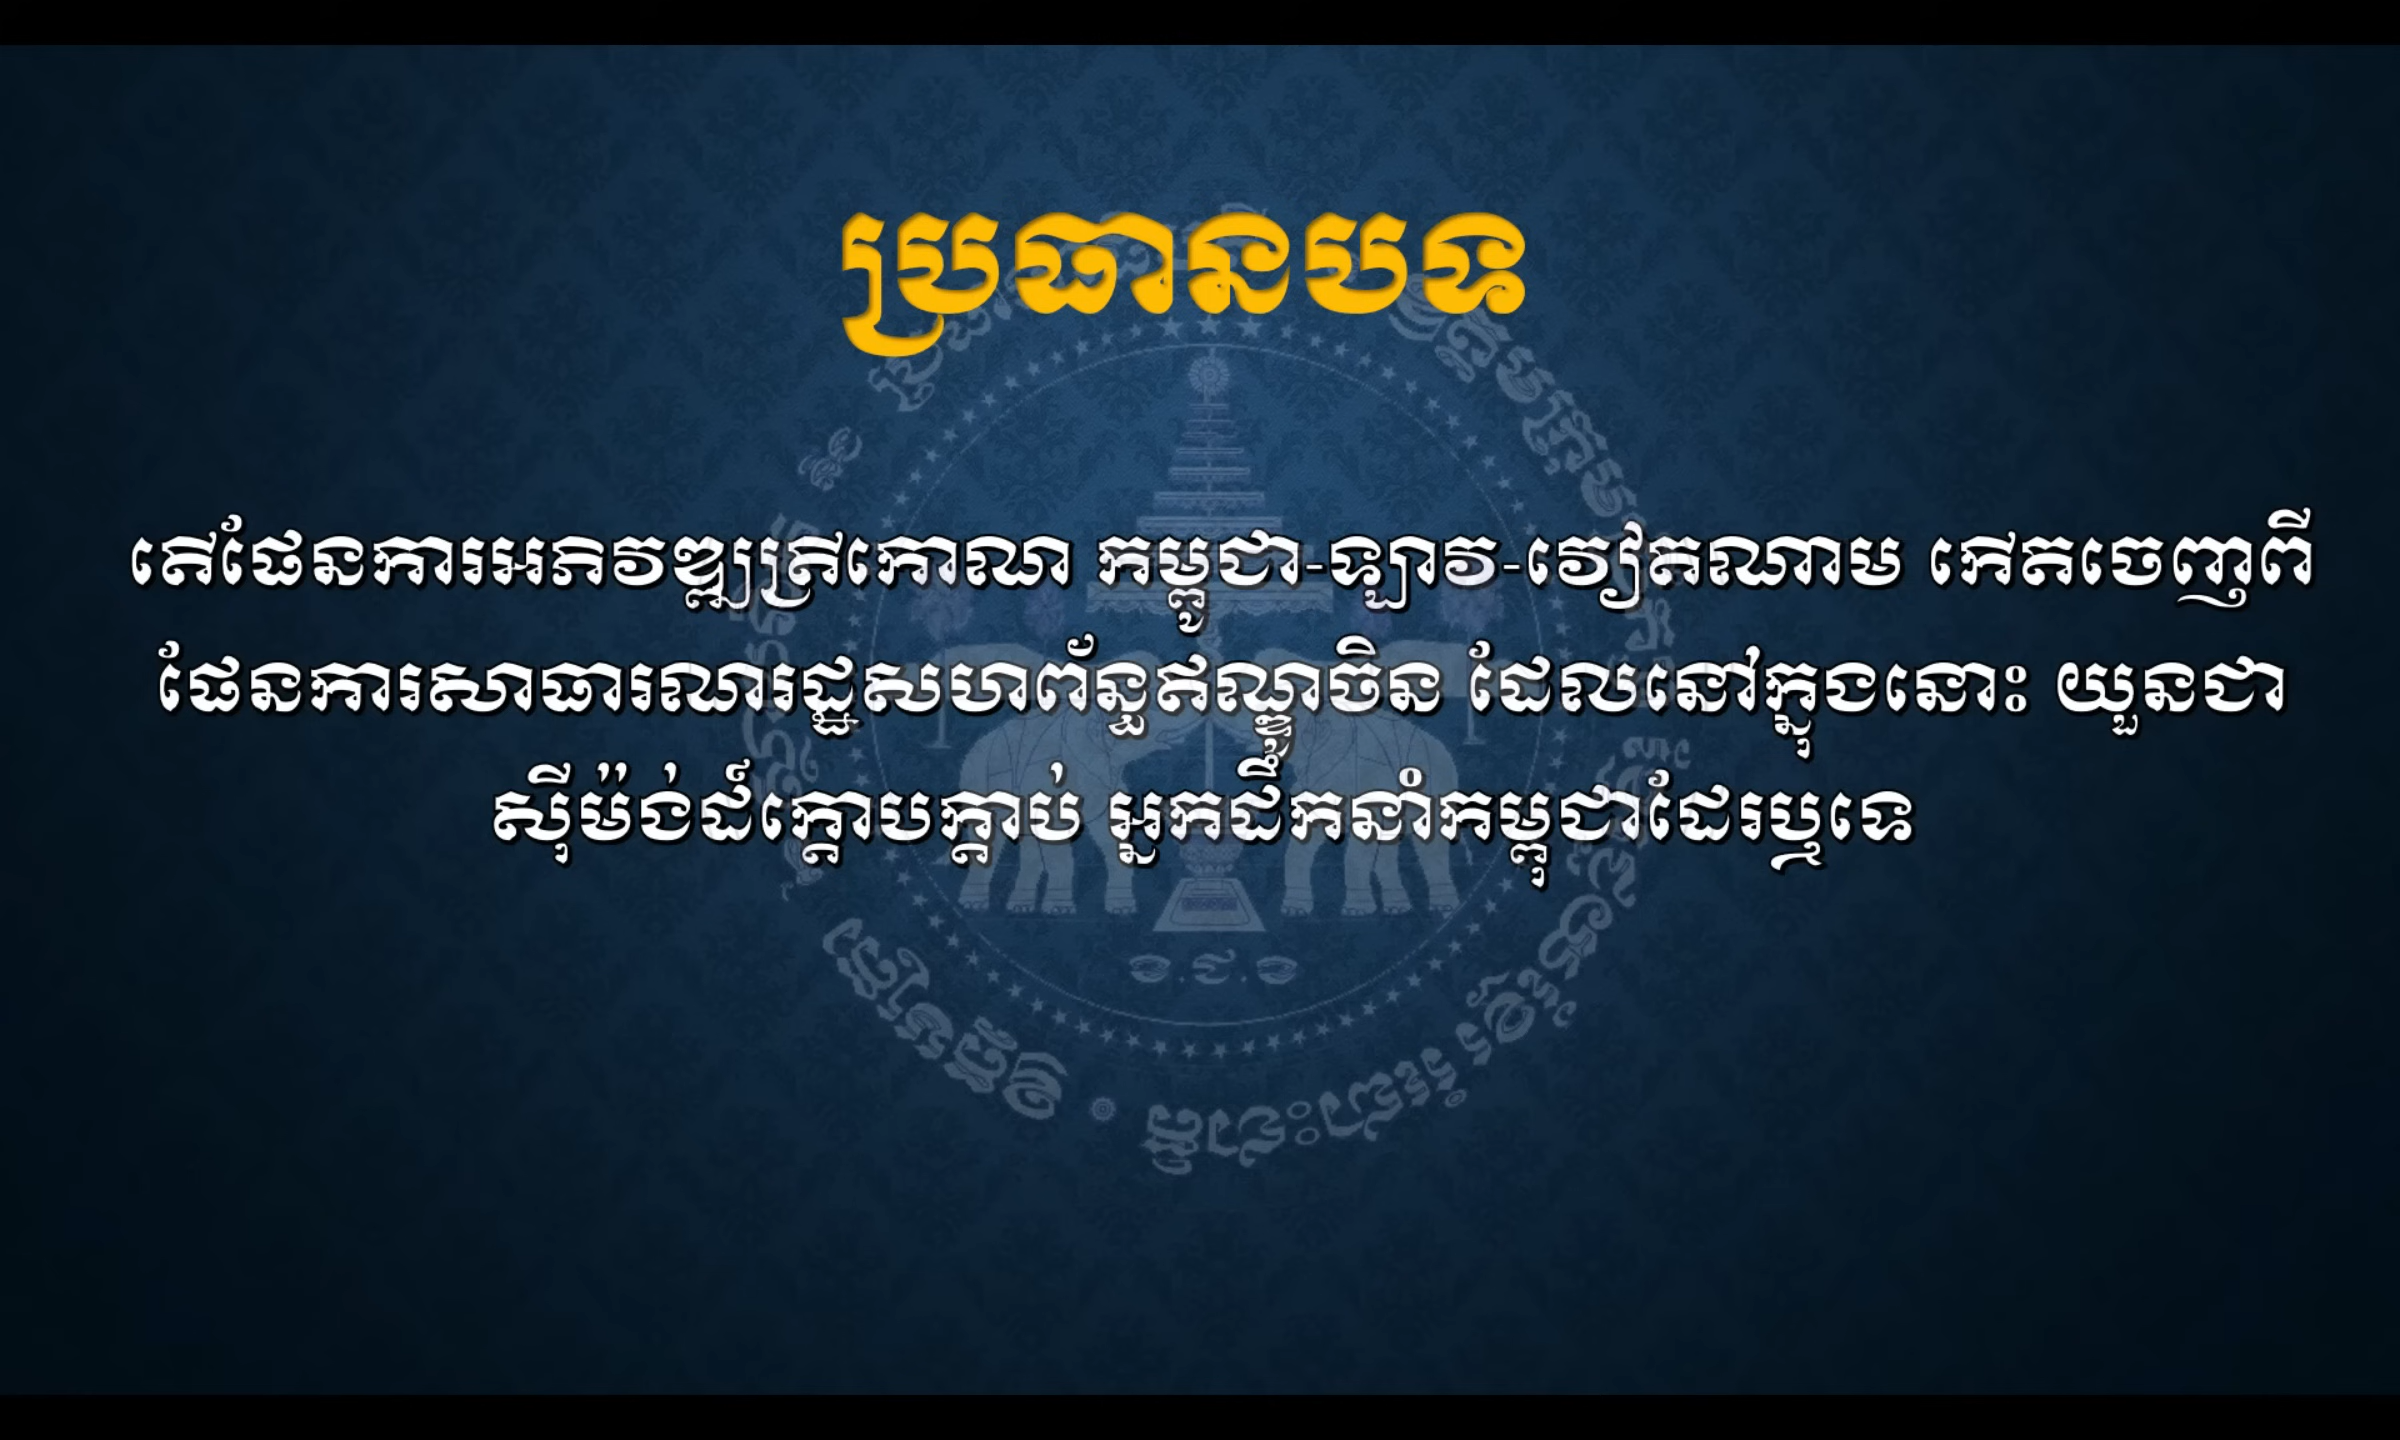 ប្រធានបទ
តើផែនការអភិវឌ្ឍត្រីកោណ កម្ពុជា-ឡាវ-វៀតណាម កើតចេញពី
ផែនការសាធារណរដ្ឋសហព័ន្ធឥណ្ឌូចិន ដែលនៅក្នុងនោះ យួនជា
ស៊ីម៉ង់ដ៍ក្តោបក្តាប់ អ្នកដឹកនាំកម្ពុជាដែរឬទេ
១.ជ.១